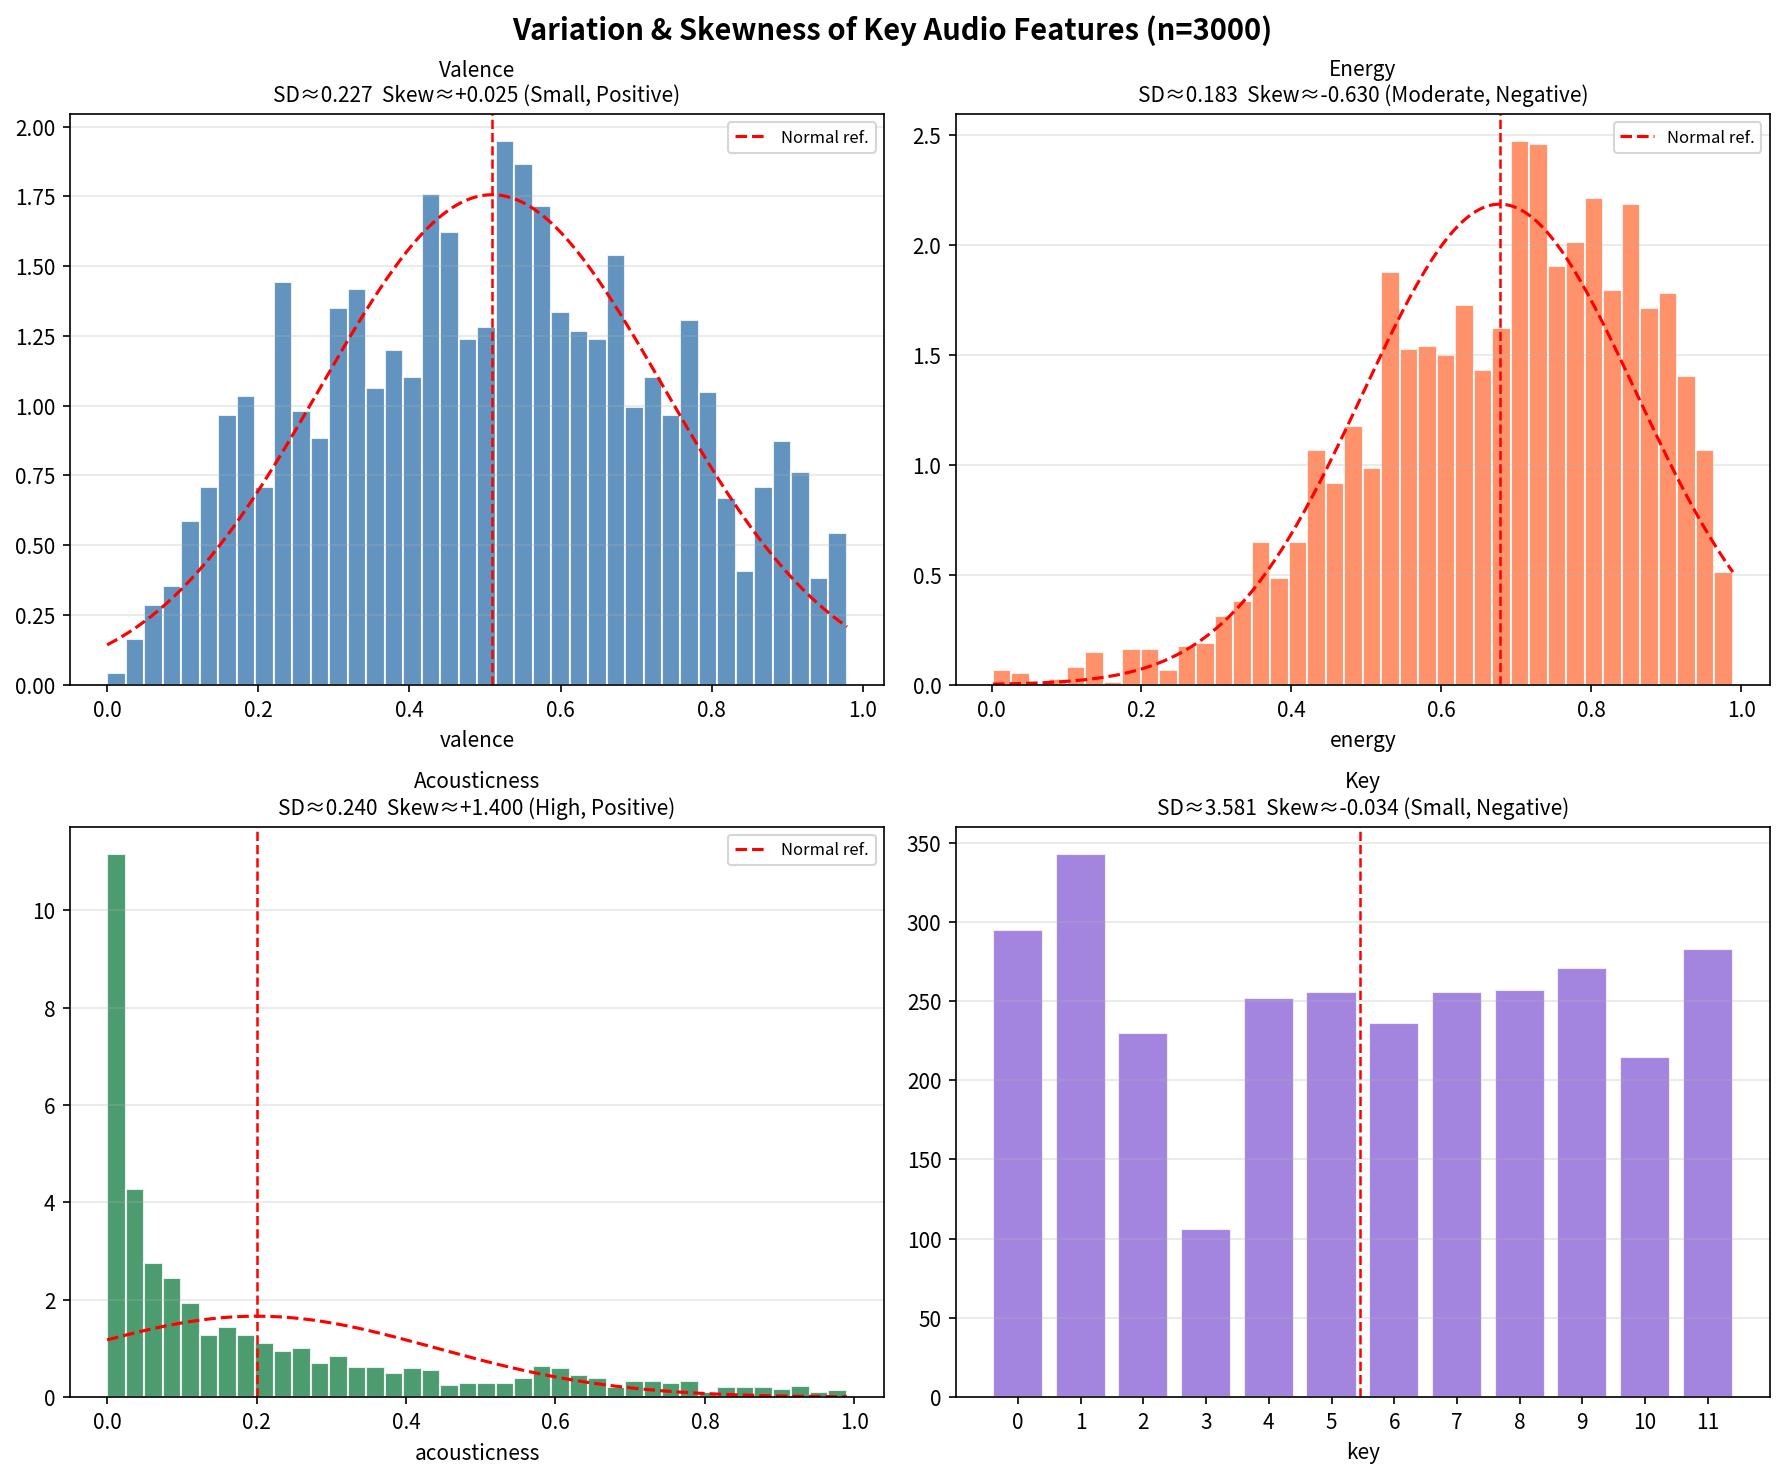 Variation & Skewness of Key Audio Features (n=3000)
Valence
SD≈0.227 Skew≈+0.025 (Small, Positive)
Normal ref.
2.00
1.75
1.50
1.25
1.00
0.75
0.50
0.25
0.00
0.0 0.2 0.4 0.6 0.8 1.0
valence
Energy
SD≈0.183 Skew≈-0.630 (Moderate, Negative)
Normal ref.
2.5
2.0
1.5
1.0
0.5
0.0
0.0 0.2 0.4 0.6 0.8 1.0
energy
Acousticness
SD≈0.240 Skew≈+1.400 (High, Positive)
Normal ref.
10
8
6
4
2
0
0.0 0.2 0.4 0.6 0.8 1.0
acousticness
Key
SD≈3.581 Skew≈-0.034 (Small, Negative)
350
300
250
200
150
100
50
0
0 1 2 3 4 5 6 7 8 9 10 11
key